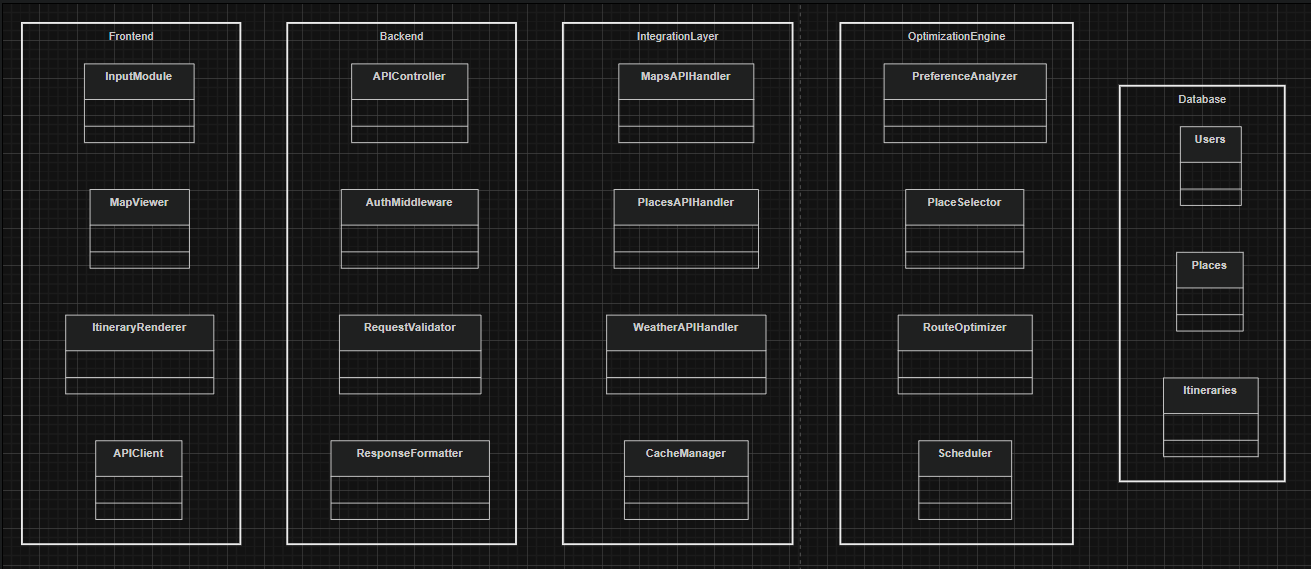 Frontend
InputModule
MapViewer
ItineraryRenderer
APIClient
Backend
APIController
AuthMiddleware
RequestValidator
ResponseFormatter
IntegrationLayer
MapsAPIHandler
PlacesAPIHandler
WeatherAPIHandler
CacheManager
OptimizationEngine
PreferenceAnalyzer
PlaceSelector
RouteOptimizer
Scheduler
Database
Users
Places
Itineraries